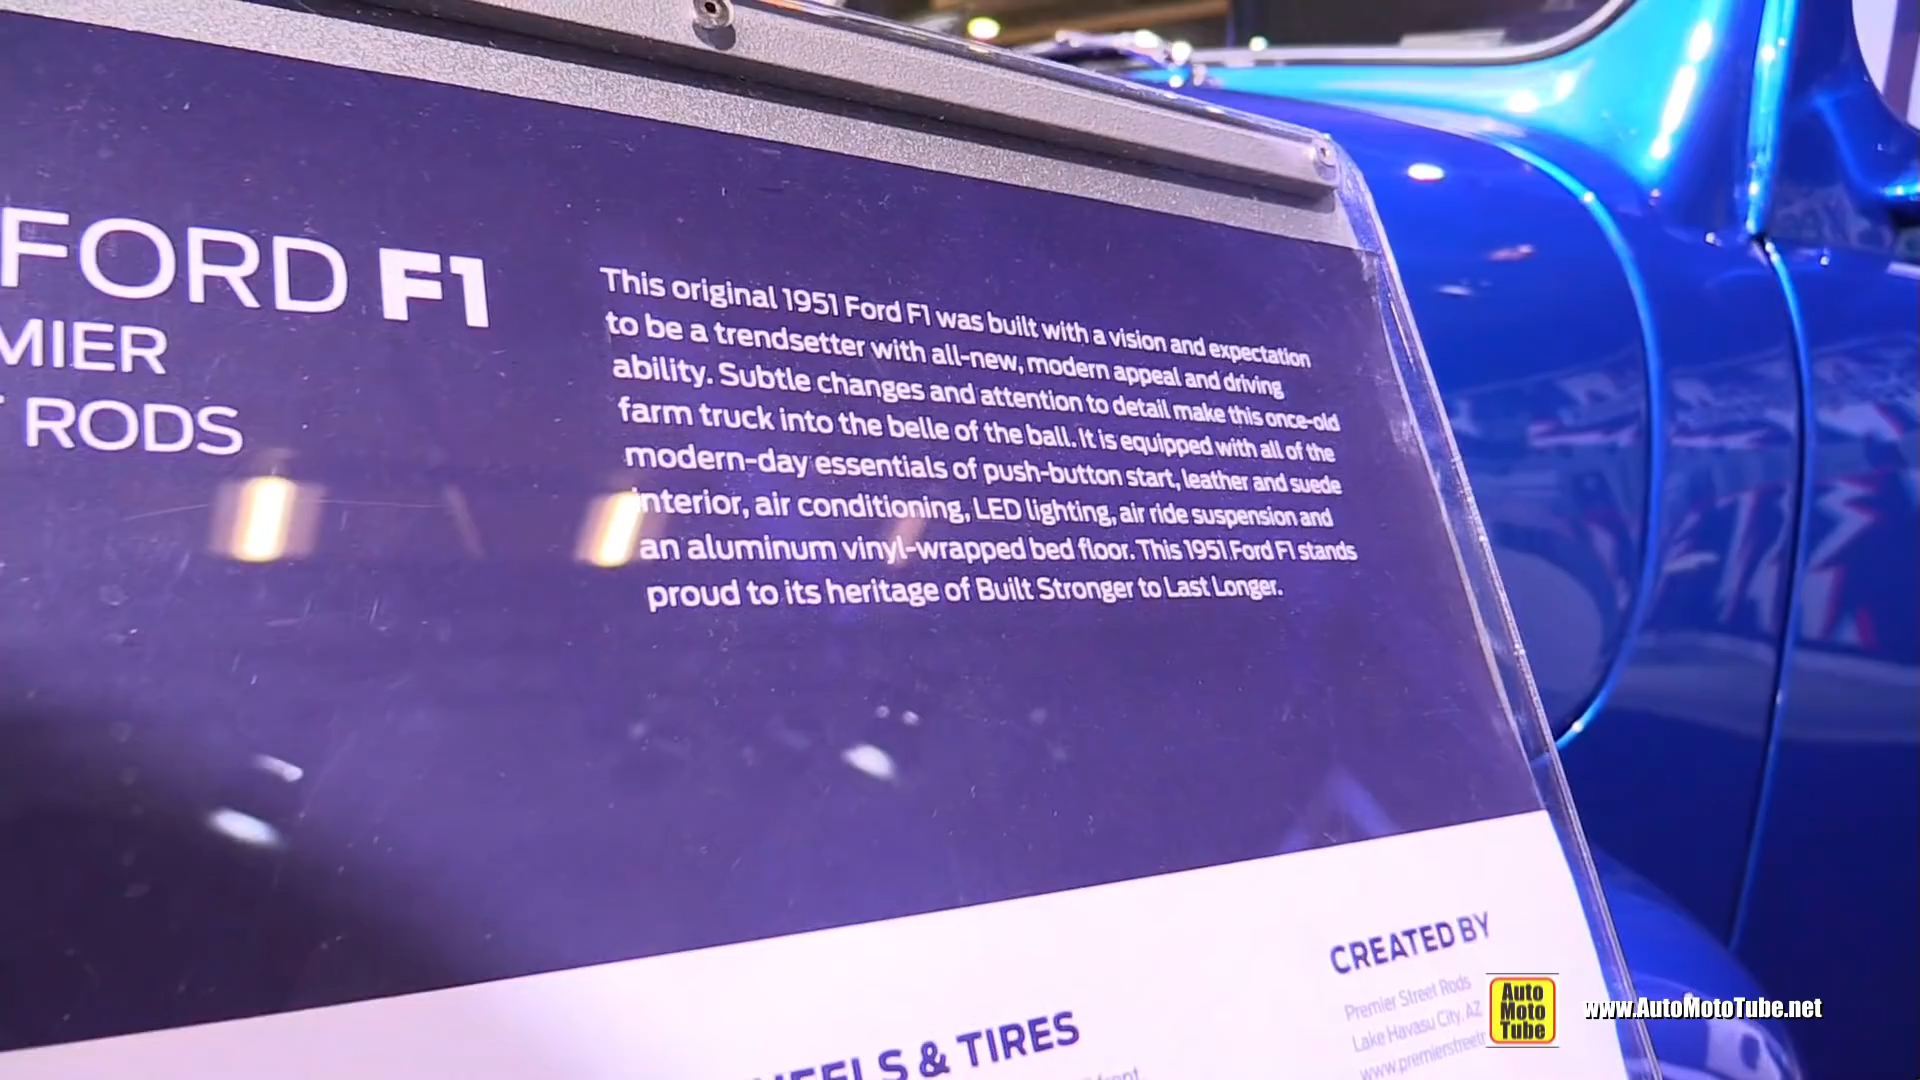 FORD F1
MIER
T RODS
This original 1951 Ford F1 was built with a vision and expectation
to be a trendsetter with all-new, modern appeal and driving
ability. Subtle changes and attention to detail make this once-old
farm truck into the belle of the ball. It is equipped with all of the
modern-day essentials of push-button start, leather and suede
interior, air conditioning, LED lighting, air ride suspension and
an aluminum vinyl-wrapped bed floor. This 1951 Ford F1 stands
proud to its heritage of Built Stronger to Last Longer.
CREATED BY
Premier Street Rods
Lake Havasu City, AZ
www.premierstreetr
HEELS & TIRES
front,
Auto
Moto
Tube
www.AutoMotoTube.net